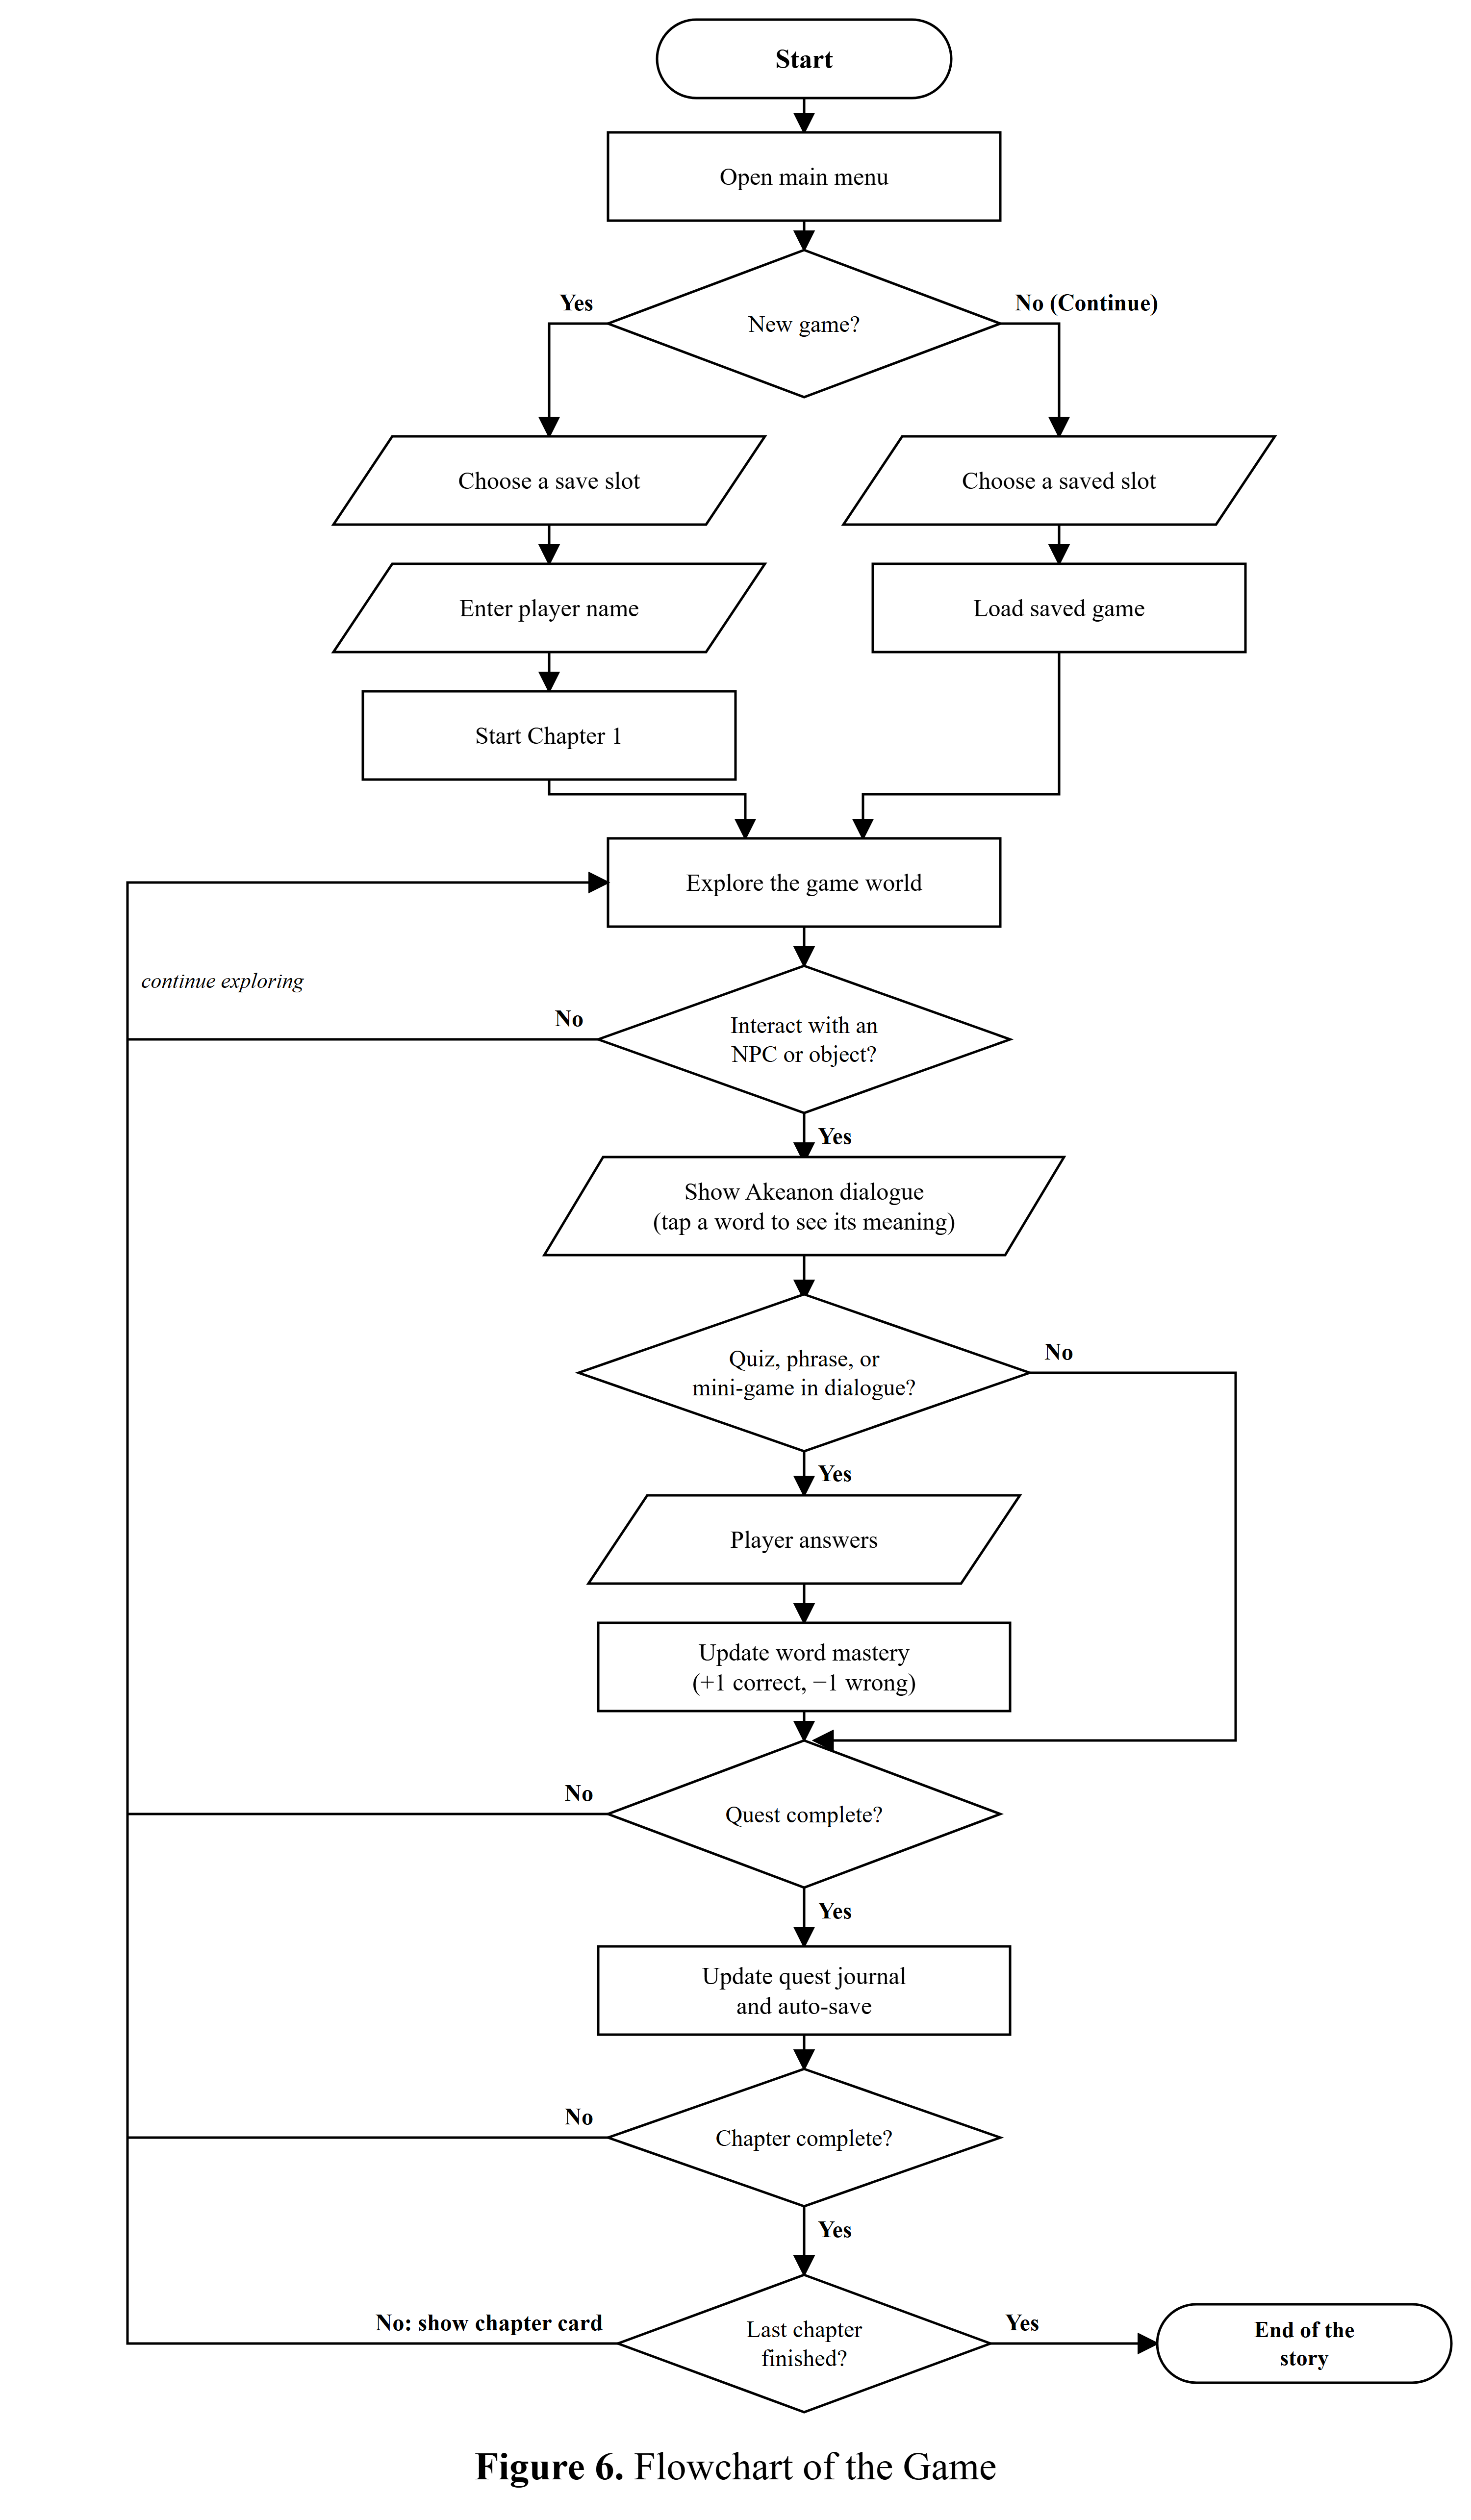 Start
Open main menu
Yes
No (Continue)
New game?
Choose a save slot
Choose a saved slot
Enter player name
Load saved game
Start Chapter 1
Explore the game world
continue exploring
No
Interact with an
NPC or object?
Yes
Show Akeanon dialogue
(tap a word to see its meaning)
No
Quiz, phrase, or
mini-game in dialogue?
Yes
Player answers
Update word mastery
(+1 correct, −1 wrong)
No
Quest complete?
Yes
Update quest journal
and auto-save
No
Chapter complete?
Yes
No: show chapter card
Last chapter
finished?
Yes
End of the
story
Figure 6. Flowchart of the Game